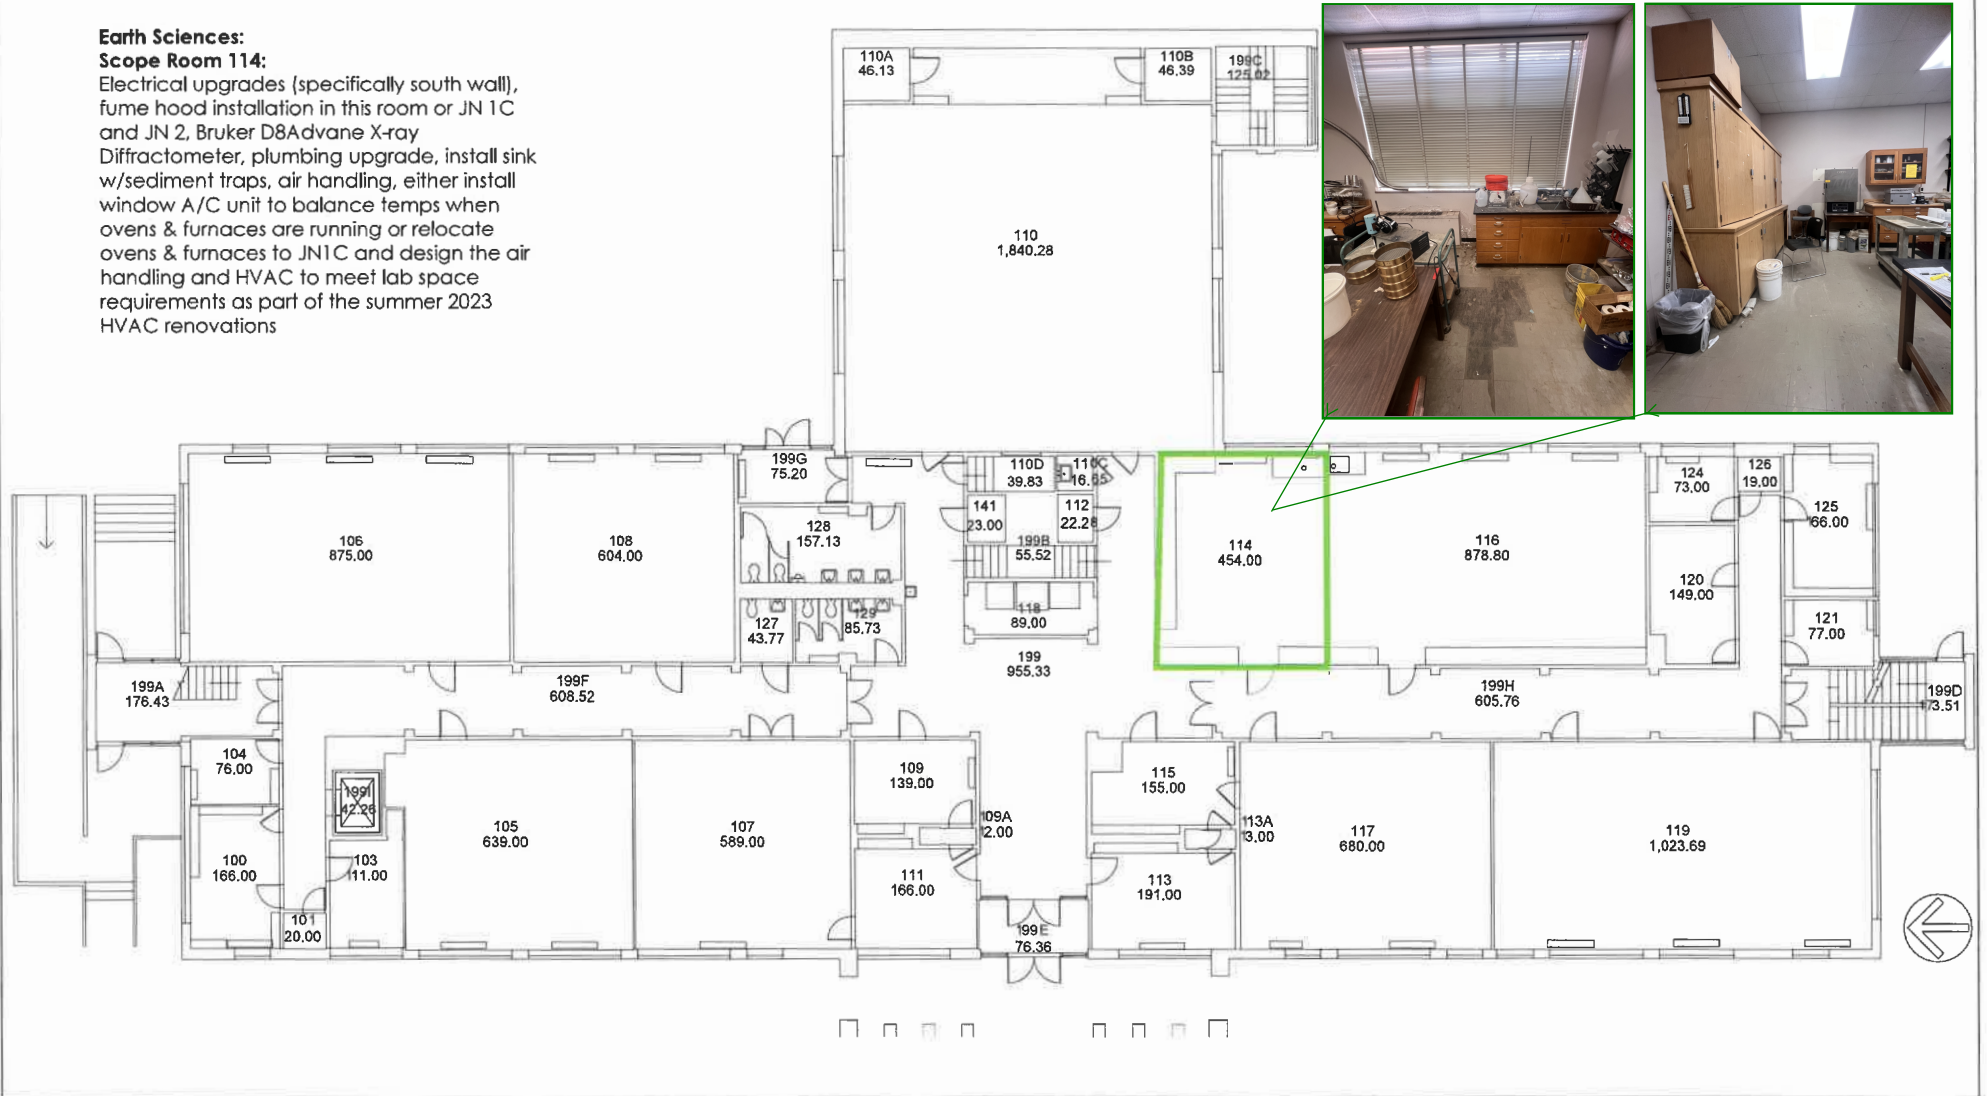 Earth Sciences:
Scope Room 114:
Electrical upgrades (specifically south wall),
fume hood installation in this room or JN 1C
and JN 2, Bruker D8Advane X-ray
Diffractometer, plumbing upgrade, install sink
w/sediment traps, air handling, either install
window A/C unit to balance temps when
ovens & furnaces are running or relocate
ovens & furnaces to JN1C and design the air
handling and HVAC to meet lab space
requirements as part of the summer 2023
HVAC renovations
110A
46.13
110B
46.39
199C
125.02
110
1,840.28
199G
75.20
110D
39.83
110C
16.65
124
73.00
126
19.00
141
23.00
112
22.28
125
66.00
106
875.00
108
604.00
128
157.13
199B
55.52
114
454.00
116
878.80
120
149.00
118
89.00
127
43.77
129
85.73
121
77.00
199
955.33
199A
176.43
199F
608.52
199H
605.76
199D
73.51
104
76.00
199I
42.26
109
139.00
115
155.00
109A
2.00
113A
3.00
105
639.00
107
589.00
117
680.00
119
1,023.69
100
166.00
103
111.00
111
166.00
113
191.00
101
20.00
199E
76.36